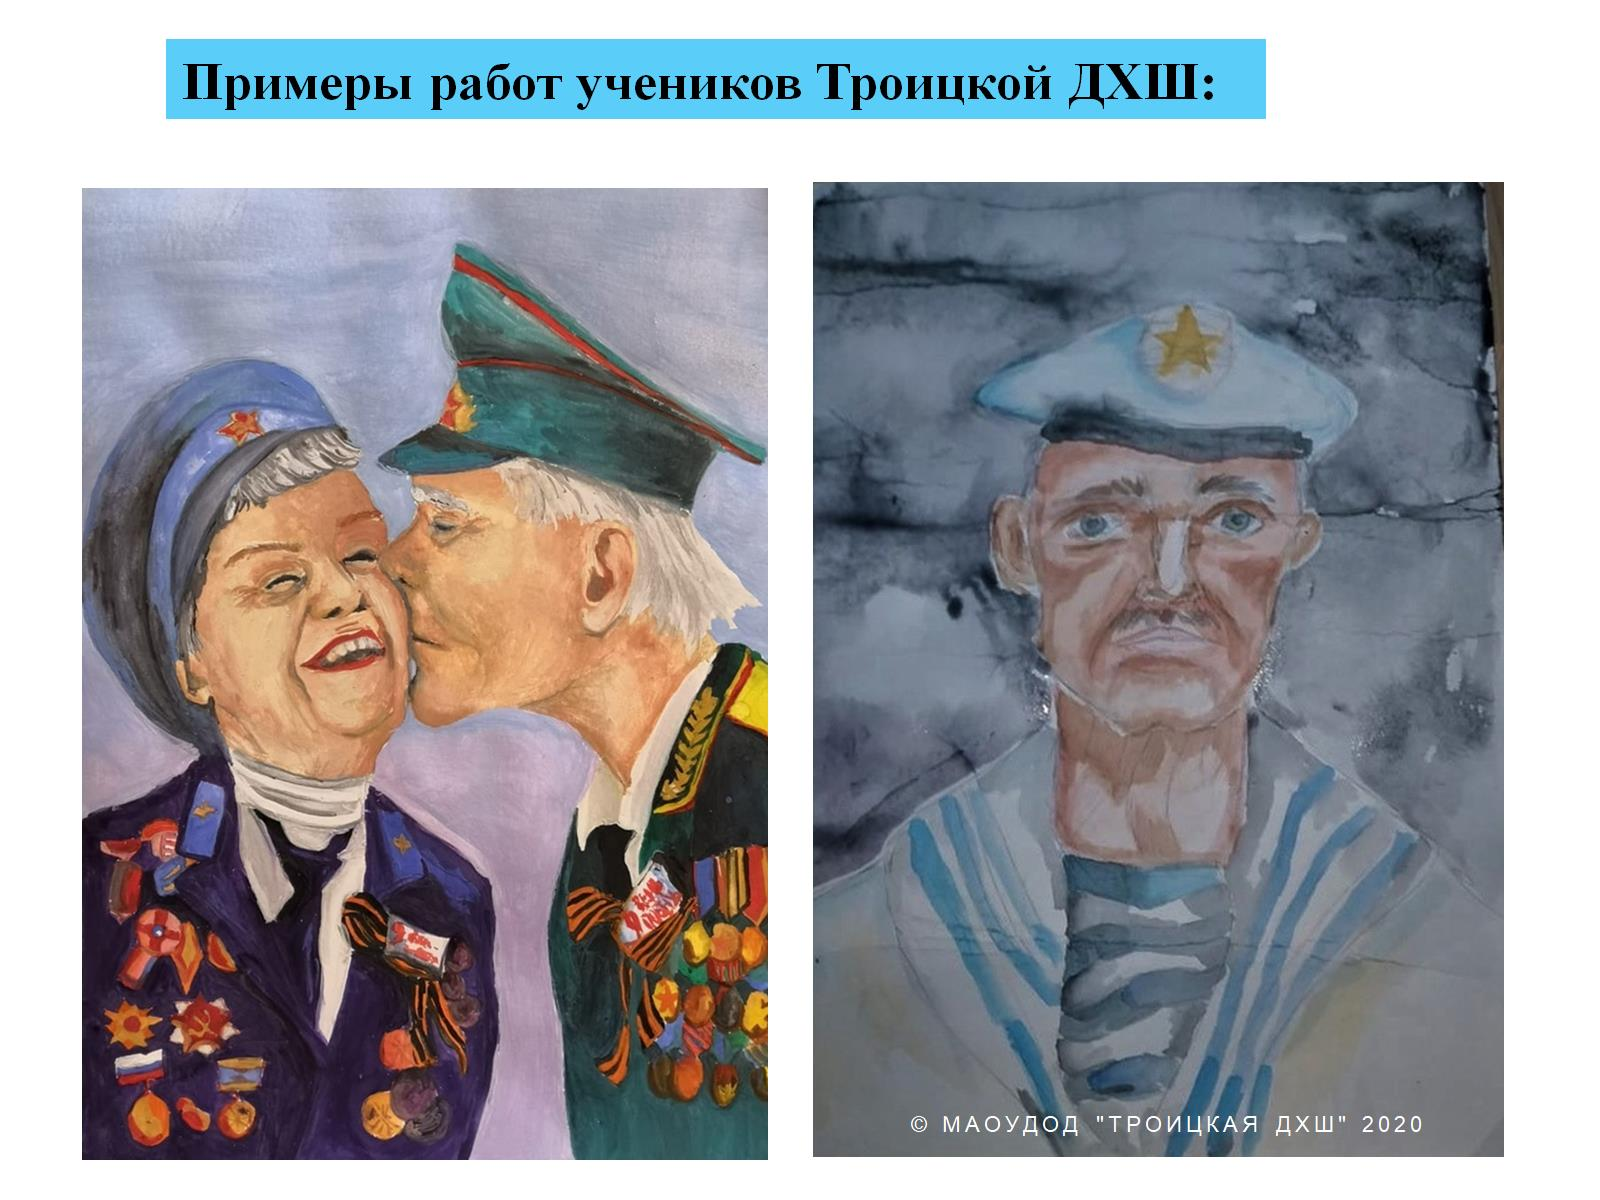 Примеры работ учеников Троицкой ДХШ:
© МАОУДОД "ТРОИЦКАЯ ДХШ" 2020